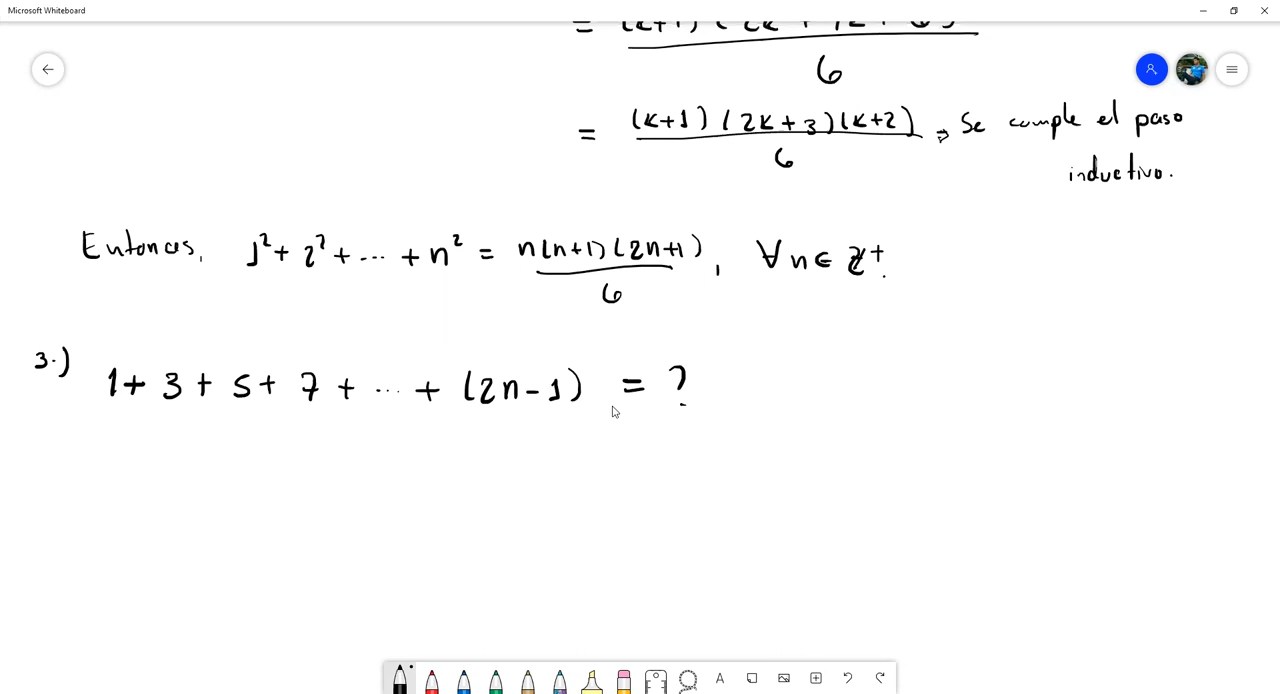 Microsoft Whiteboard
=
6
= (k+1)(2k+3)(k+2) ⇒ Se cumple el paso
6
inductivo.
Entonces, 1² + 2² + ... + n² = n(n+1)(2n+1), ∀n∈ℤ⁺.
6
3.) 1+ 3 + 5 + 7 + ... + (2n-1) = ?
A